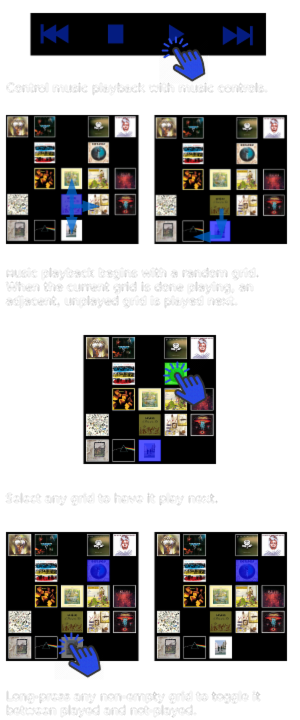 Control music playback with music controls.
music playback begins with a random grid.
When the current grid is done playing, an
adjacent, unplayed grid is played next.
Select any grid to have it play next.
Long-press any non-empty grid to toggle it
between played and not-played.